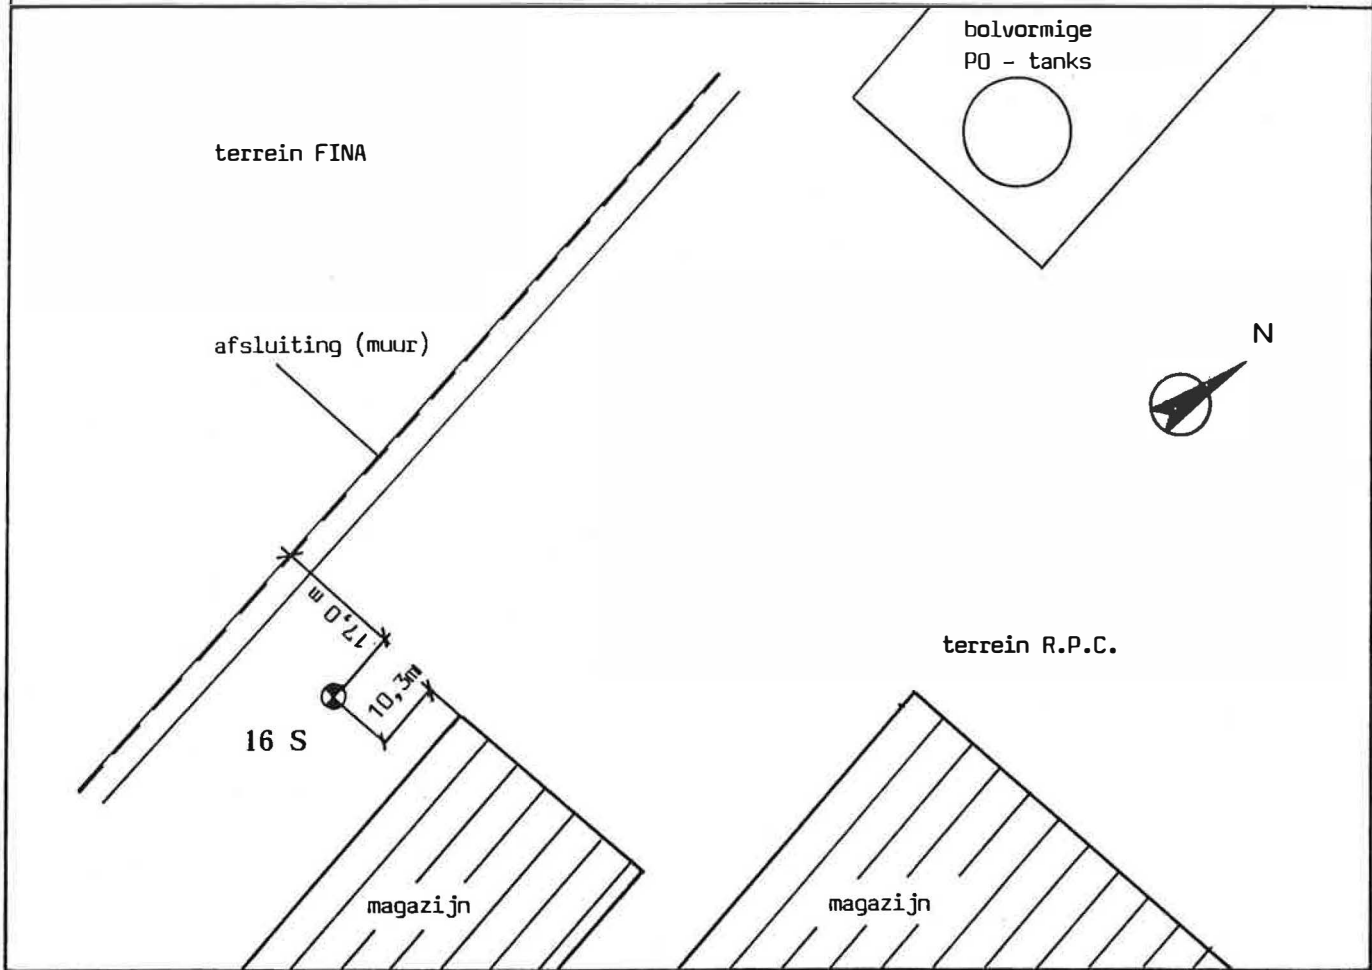 bolvormige
PO - tanks
terrein FINA
afsluiting (muur)
N
17,0 m
10,3m
terrein R.P.C.
16 S
magazijn
magazijn